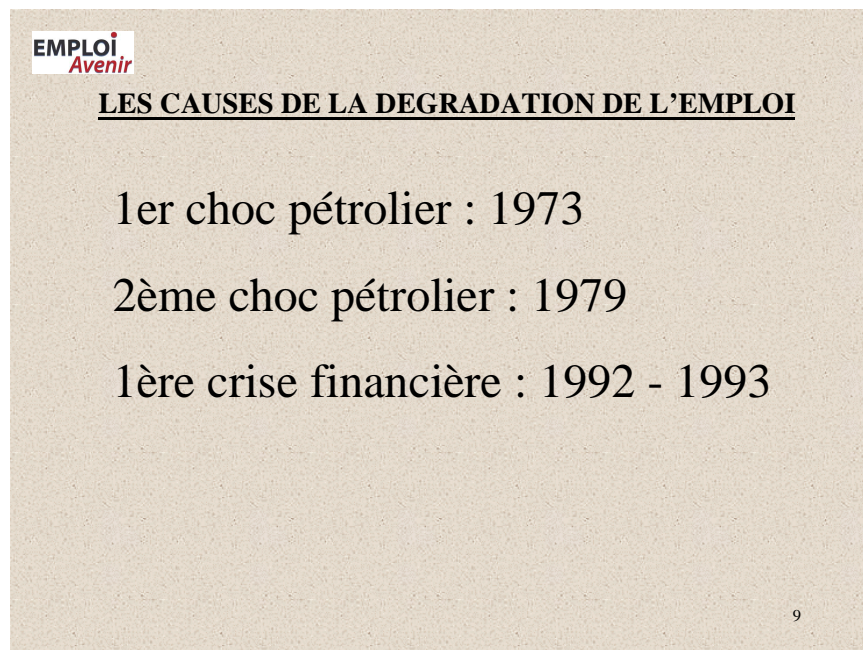 EMPLOI
Avenir
LES CAUSES DE LA DEGRADATION DE L’EMPLOI
1er choc pétrolier : 1973
2ème choc pétrolier : 1979
1ère crise financière : 1992 - 1993
9